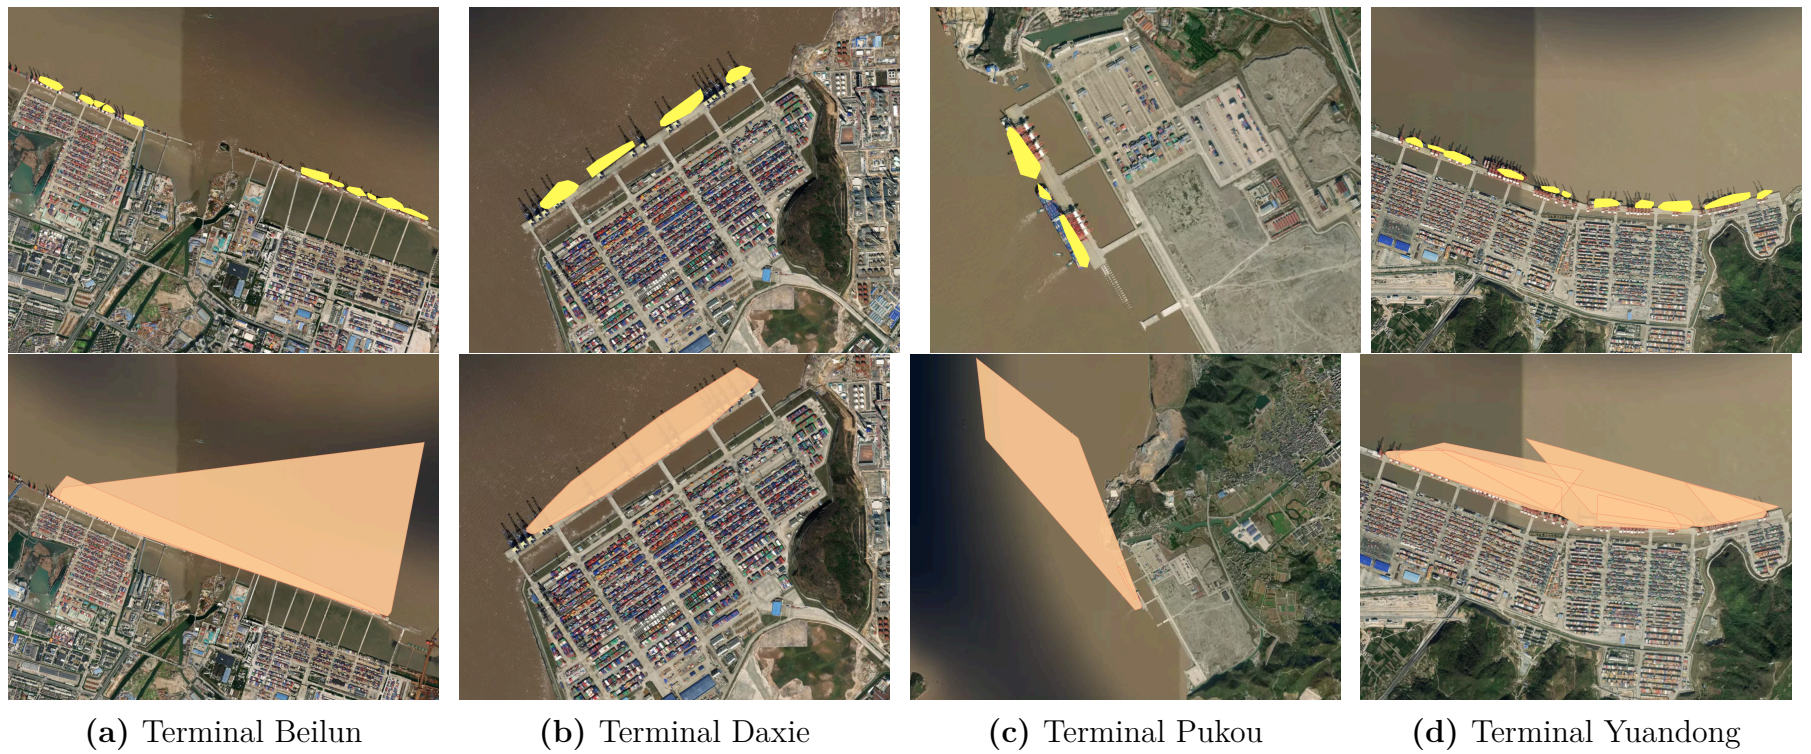 (a) Terminal Beilun
(b) Terminal Daxie
(c) Terminal Pukou
(d) Terminal Yuandong